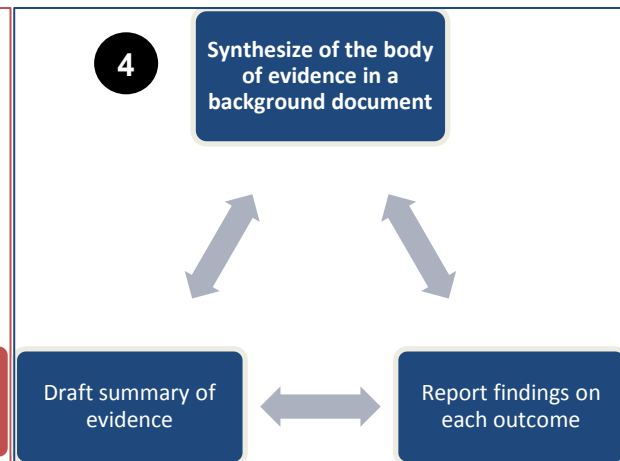 4
Synthesize of the body
of evidence in a
background document
Draft summary of
evidence
Report findings on
each outcome